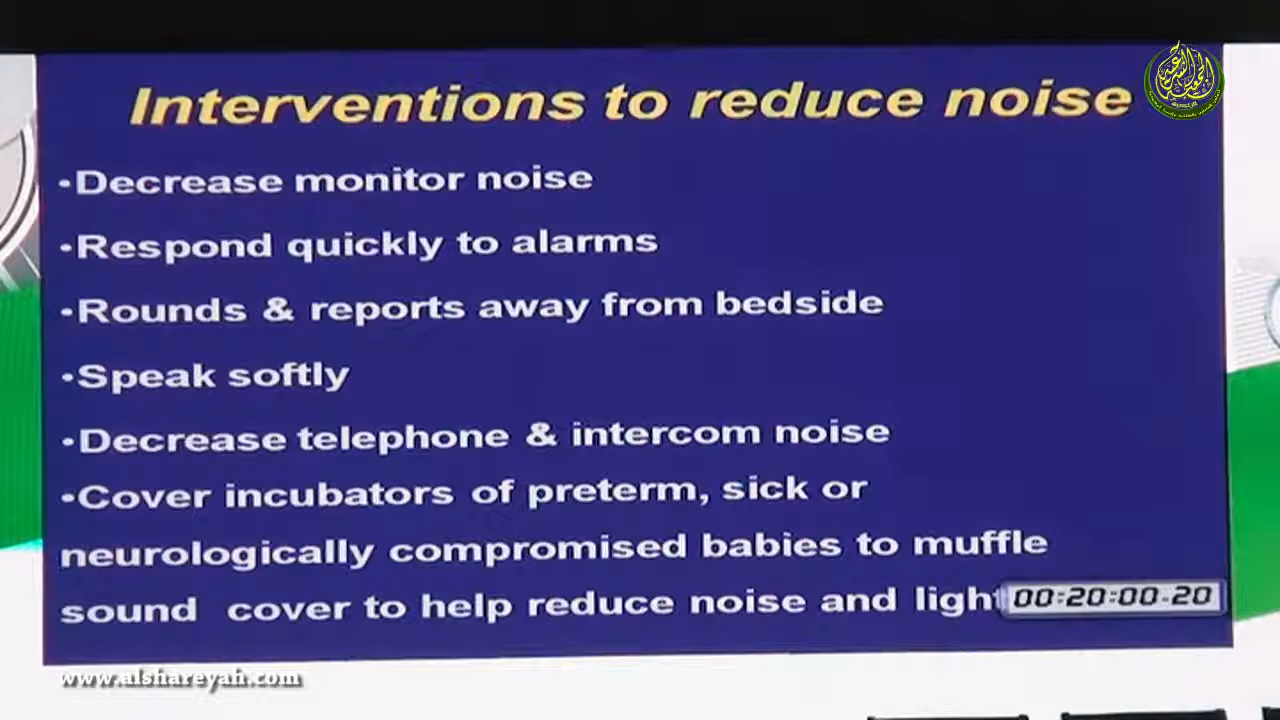 Interventions to reduce noise
•Decrease monitor noise
•Respond quickly to alarms
•Rounds & reports away from bedside
•Speak softly
•Decrease telephone & intercom noise
•Cover incubators of preterm, sick or
neurologically compromised babies to muffle
sound cover to help reduce noise and light
00:20:00-20
www.alshareyah.com